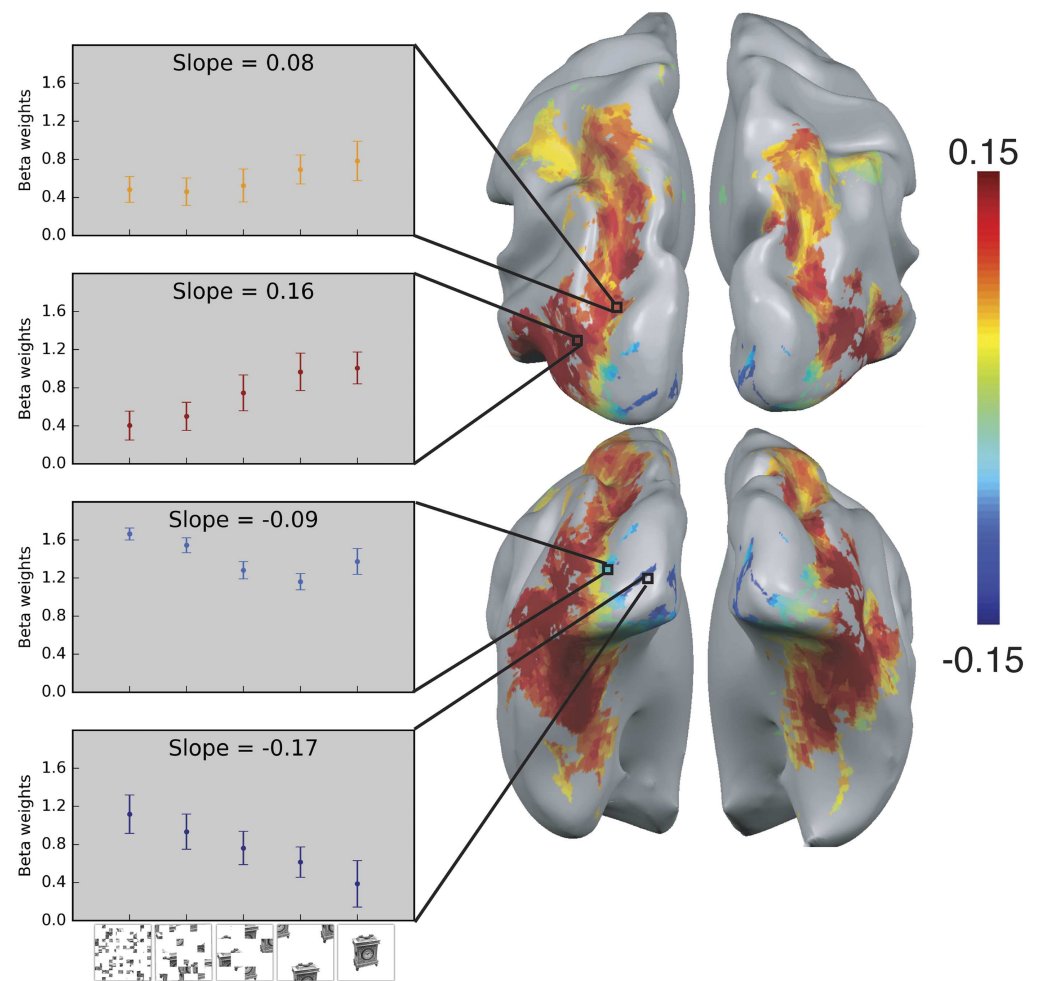 Slope = 0.08
Beta weights
1.6
1.2
0.8
0.4
0.0
Slope = 0.16
Beta weights
1.6
1.2
0.8
0.4
0.0
Slope = -0.09
Beta weights
1.6
1.2
0.8
0.4
0.0
Slope = -0.17
Beta weights
1.6
1.2
0.8
0.4
0.0
0.15
-0.15